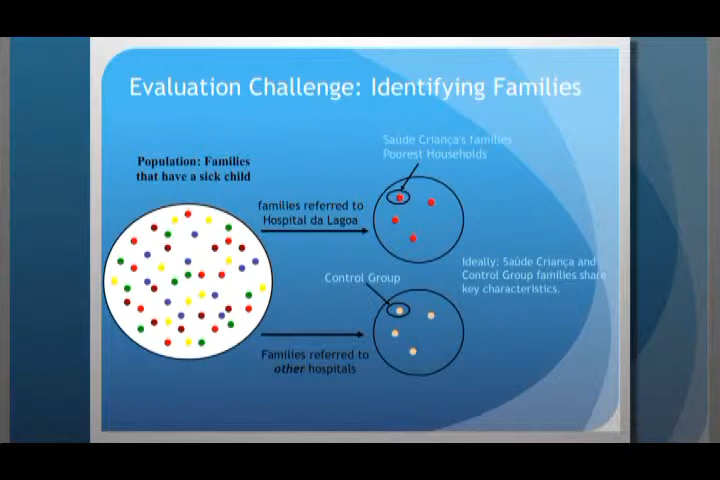 Evaluation Challenge: Identifying Families
Saúde Criança's families
Poorest Households
Population: Families
that have a sick child
families referred to
Hospital da Lagoa
Ideally: Saúde Criança and
Control Group families share
key characteristics.
Control Group
Families referred to
other hospitals